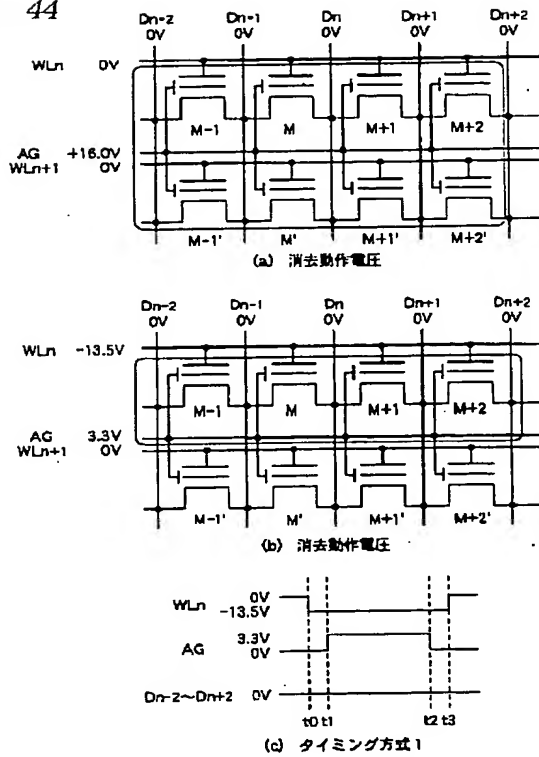 44
Dn-2 Dn-1 Dn Dn+1 Dn+2
0V 0V 0V 0V 0V
WLn 0V
M-1 M M+1 M+2
AG +16.0V
WLn+1 0V
M-1' M' M+1' M+2'
(a) 消去動作電圧
Dn-2 Dn-1 Dn Dn+1 Dn+2
0V 0V 0V 0V 0V
WLn -13.5V
M-1 M M+1 M+2
AG 3.3V
WLn+1 0V
M-1' M' M+1' M+2'
(b) 消去動作電圧
WLn 0V
-13.5V
AG 3.3V
0V
Dn-2~Dn+2 0V
t0 t1 t2 t3
(c) タイミング方式1